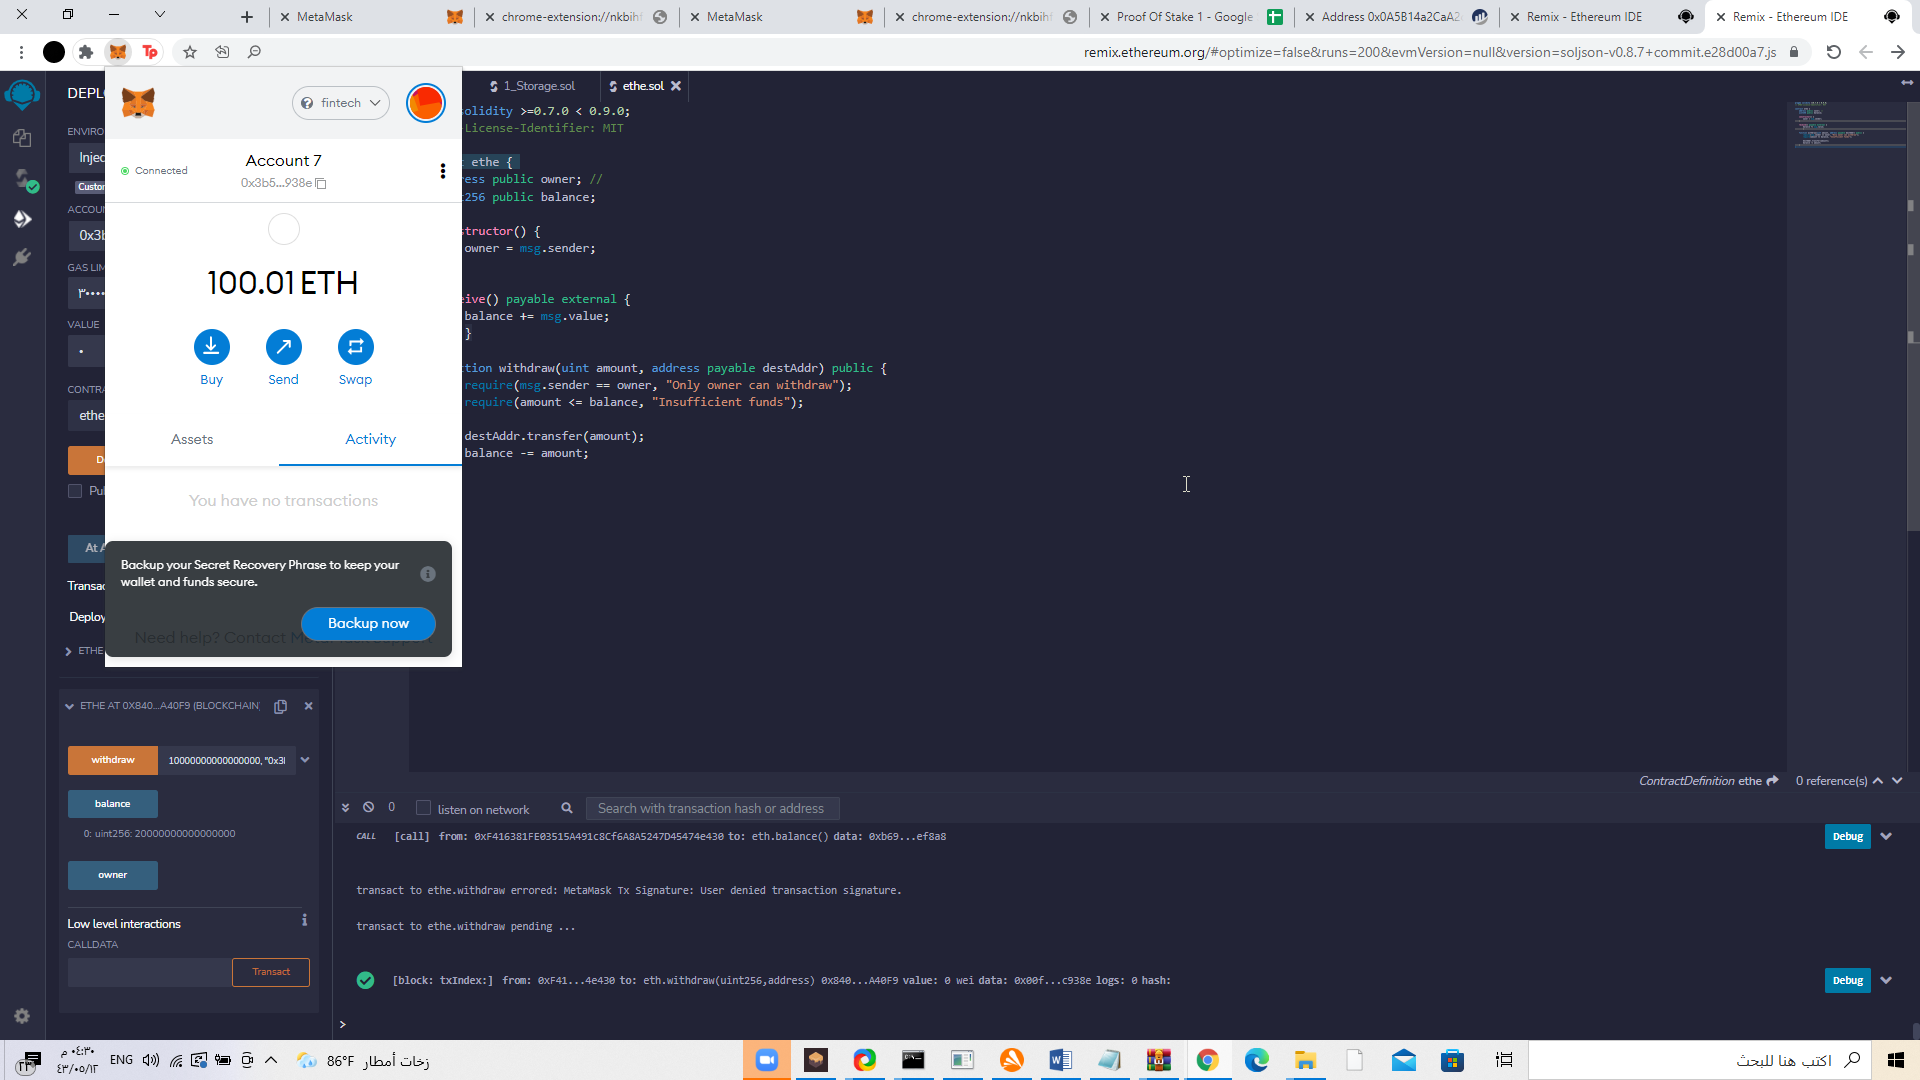 MetaMask
chrome-extension://nkbihf
MetaMask
chrome-extension://nkbihf
Proof Of Stake 1 - Google
Address 0x0A5B14a2CaA2
Remix - Ethereum IDE
Remix - Ethereum IDE
remix.ethereum.org/#optimize=false&runs=200&evmVersion=null&version=soljson-v0.8.7+commit.e28d00a7.js
DEPL
ENVIRO
Injec
Custor
ACCOUN
0x3b
GAS LIM
VALUE
CONTRA
ethe
D
Pul
At A
Transac
Deploy
ETHE
fintech
Connected
Account 7
0x3b5...938e
100.01 ETH
Buy
Send
Swap
Assets
Activity
You have no transactions
Backup your Secret Recovery Phrase to keep your
wallet and funds secure.
Backup now
Need help? Contact
1_Storage.sol
ethe.sol
olidity >=0.7.0 < 0.9.0;
-License-Identifier: MIT
ethe {
ess public owner; //
256 public balance;
tructor() {
owner = msg.sender;
ive() payable external {
balance += msg.value;
}
tion withdraw(uint amount, address payable destAddr) public {
require(msg.sender == owner, "Only owner can withdraw");
require(amount <= balance, "Insufficient funds");
destAddr.transfer(amount);
balance -= amount;
ETHE AT 0X840...A40F9 (BLOCKCHAIN)
withdraw
10000000000000000, "0x3l
balance
0: uint256: 20000000000000000
owner
Low level interactions
CALLDATA
Transact
ContractDefinition ethe
0 reference(s)
0
listen on network
Search with transaction hash or address
CALL
[call] from: 0xF416381FE03515A491c8Cf6A8A5247D45474e430 to: eth.balance() data: 0xb69...ef8a8
Debug
transact to ethe.withdraw errored: MetaMask Tx Signature: User denied transaction signature.
transact to ethe.withdraw pending ...
[block: txIndex:] from: 0xF41...4e430 to: eth.withdraw(uint256,address) 0x840...A40F9 value: 0 wei data: 0x00f...c938e logs: 0 hash:
Debug
>
٠٤:٣٠ م
٤٣/٠٥/١٢
ENG
86°F زخات أمطار
اكتب هنا للبحث